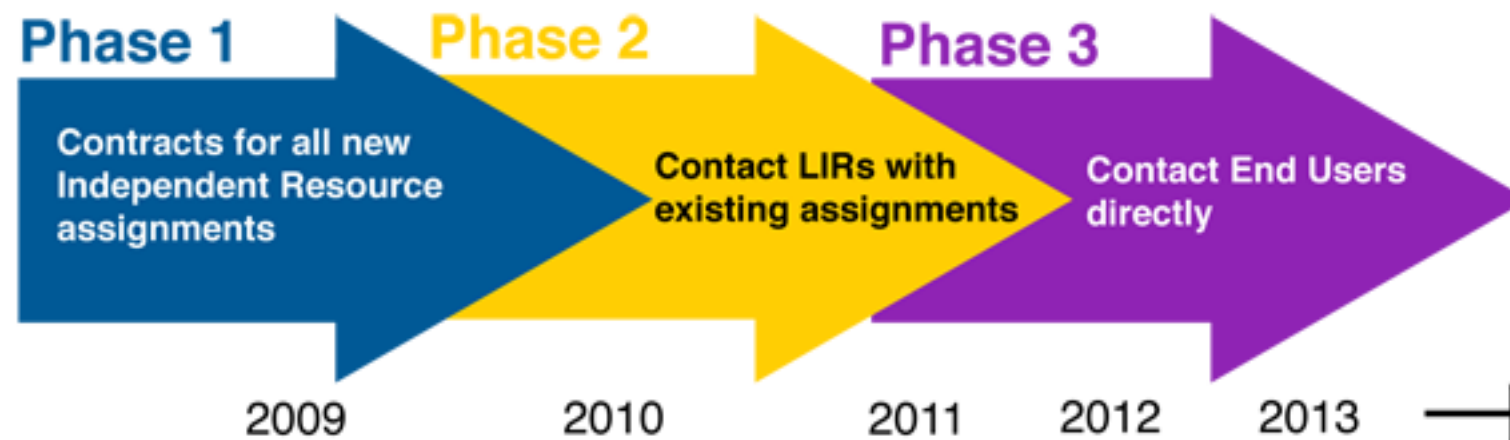 Phase 1
Contracts for all new
Independent Resource
assignments
Phase 2
Contact LIRs with
existing assignments
Phase 3
Contact End Users
directly
2009
2010
2011
2012
2013